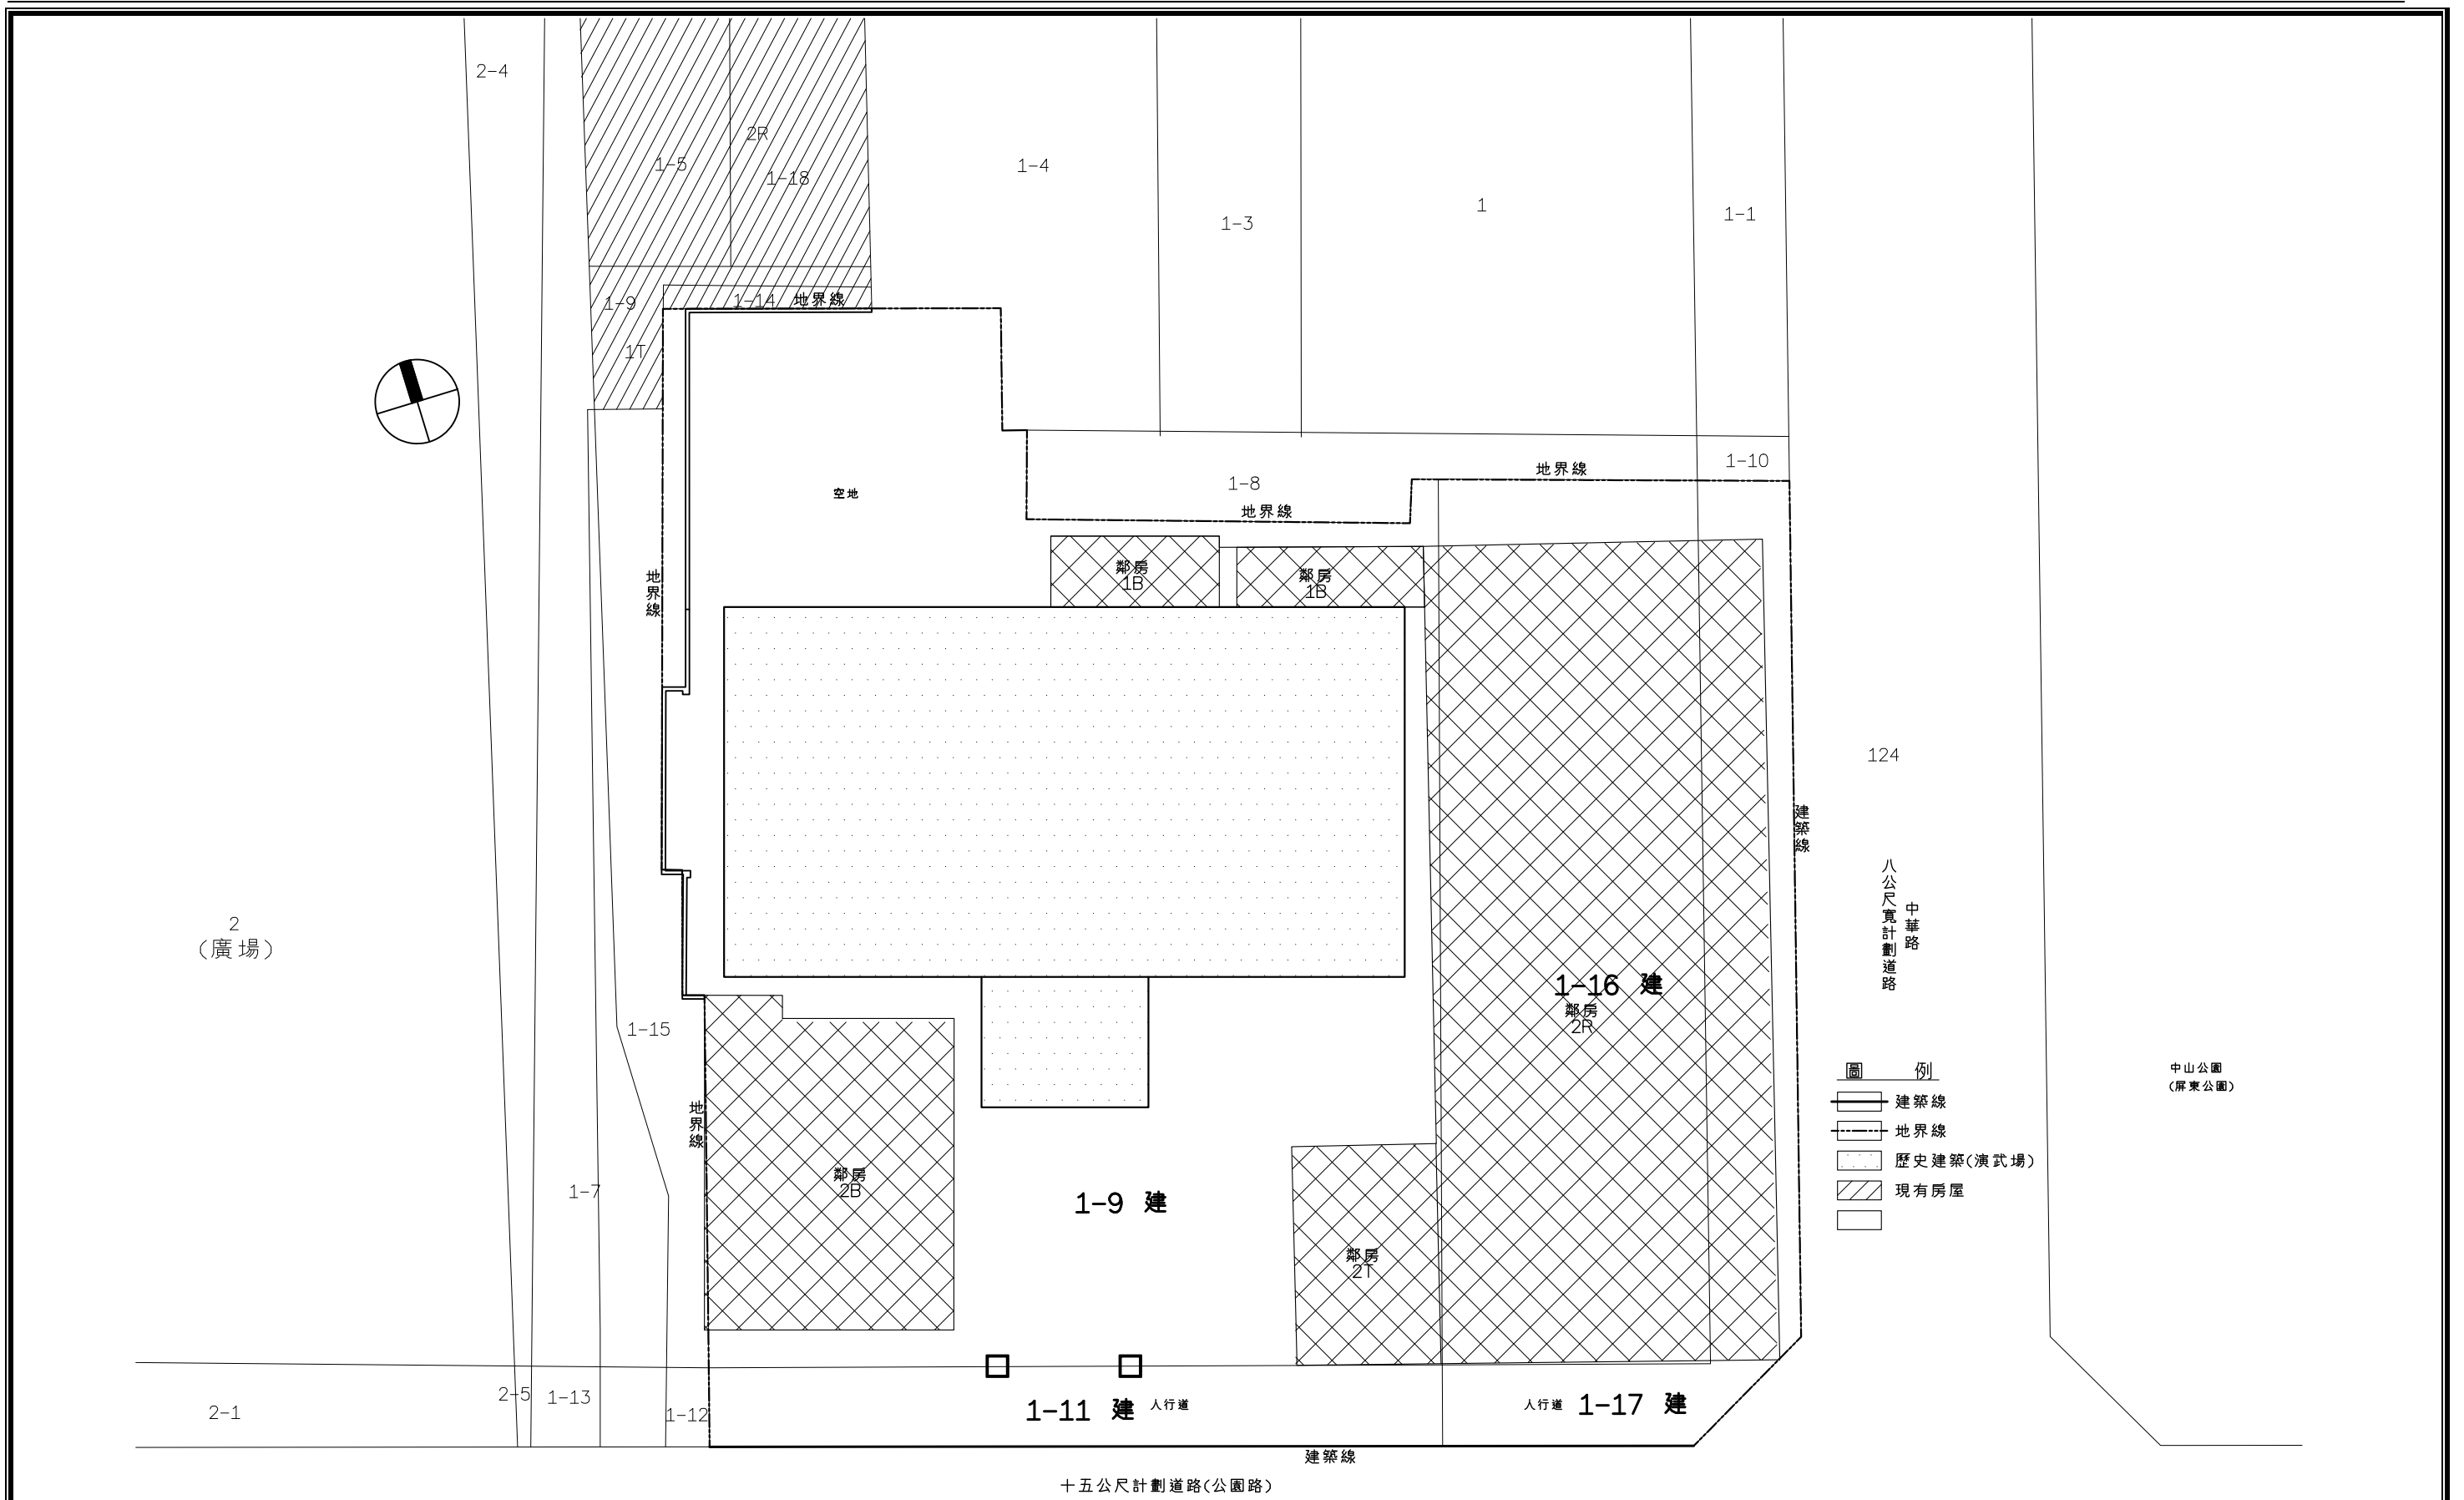 2-4
2R
1-5
1-18
1-4
1-3
1
1-1
1-9
1-14
地界線
1T
1-10
地界線
1-8
空地
地界線
鄰房
1B
鄰房
1B
地界線
124
建築線
八公尺寬計劃道路
中華路
2
(廣場)
1-16 建
鄰房
2R
1-15
中山公園
(屏東公園)
圖 例
建築線
地界線
歷史建築(演武場)
現有房屋
地界線
鄰房
2B
1-7
1-9 建
鄰房
2T
2-5
1-13
2-1
1-12
1-11 建
人行道
人行道
1-17 建
建築線
十五公尺計劃道路(公園路)